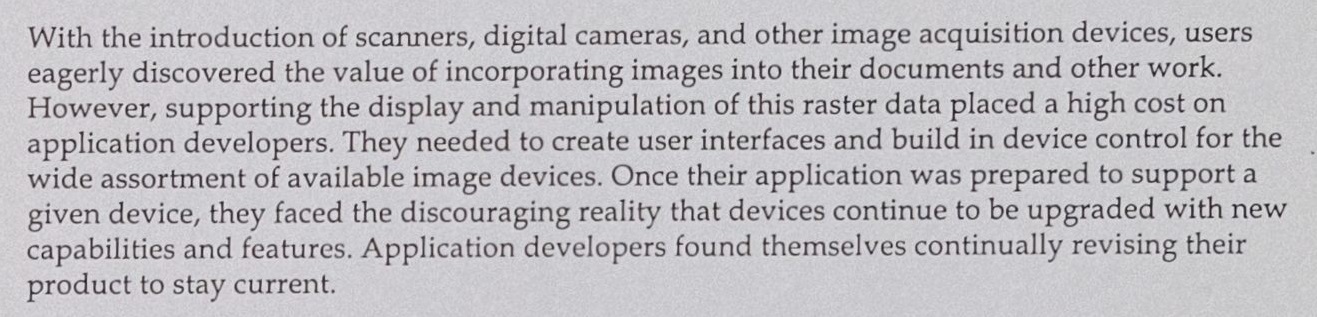 With the introduction of scanners, digital cameras, and other image acquisition devices, users
eagerly discovered the value of incorporating images into their documents and other work.
However, supporting the display and manipulation of this raster data placed a high cost on
application developers. They needed to create user interfaces and build in device control for the
wide assortment of available image devices. Once their application was prepared to support a
given device, they faced the discouraging reality that devices continue to be upgraded with new
capabilities and features. Application developers found themselves continually revising their
product to stay current.